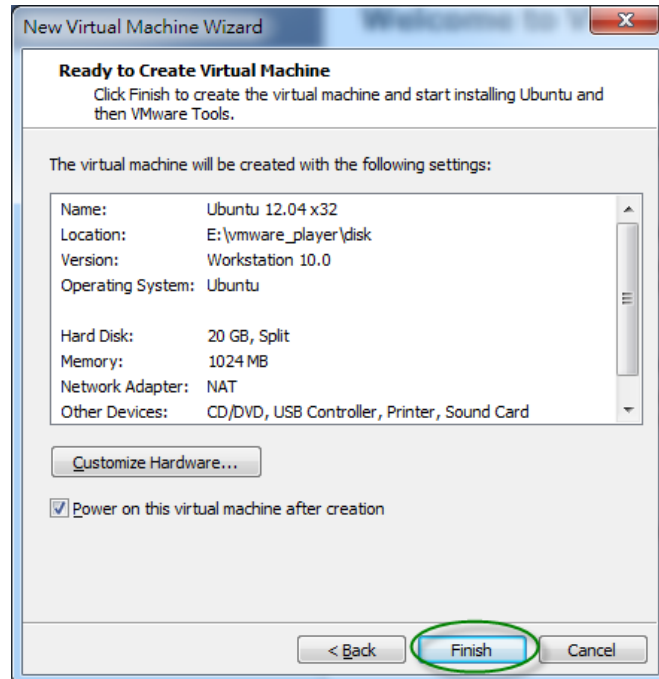 New Virtual Machine Wizard
Welcome to V
Ready to Create Virtual Machine
Click Finish to create the virtual machine and start installing Ubuntu and
then VMware Tools.
The virtual machine will be created with the following settings:
Name: Ubuntu 12.04 x32
Location: E:\vmware_player\disk
Version: Workstation 10.0
Operating System: Ubuntu
Hard Disk: 20 GB, Split
Memory: 1024 MB
Network Adapter: NAT
Other Devices: CD/DVD, USB Controller, Printer, Sound Card
Customize Hardware...
Power on this virtual machine after creation
< Back Finish Cancel